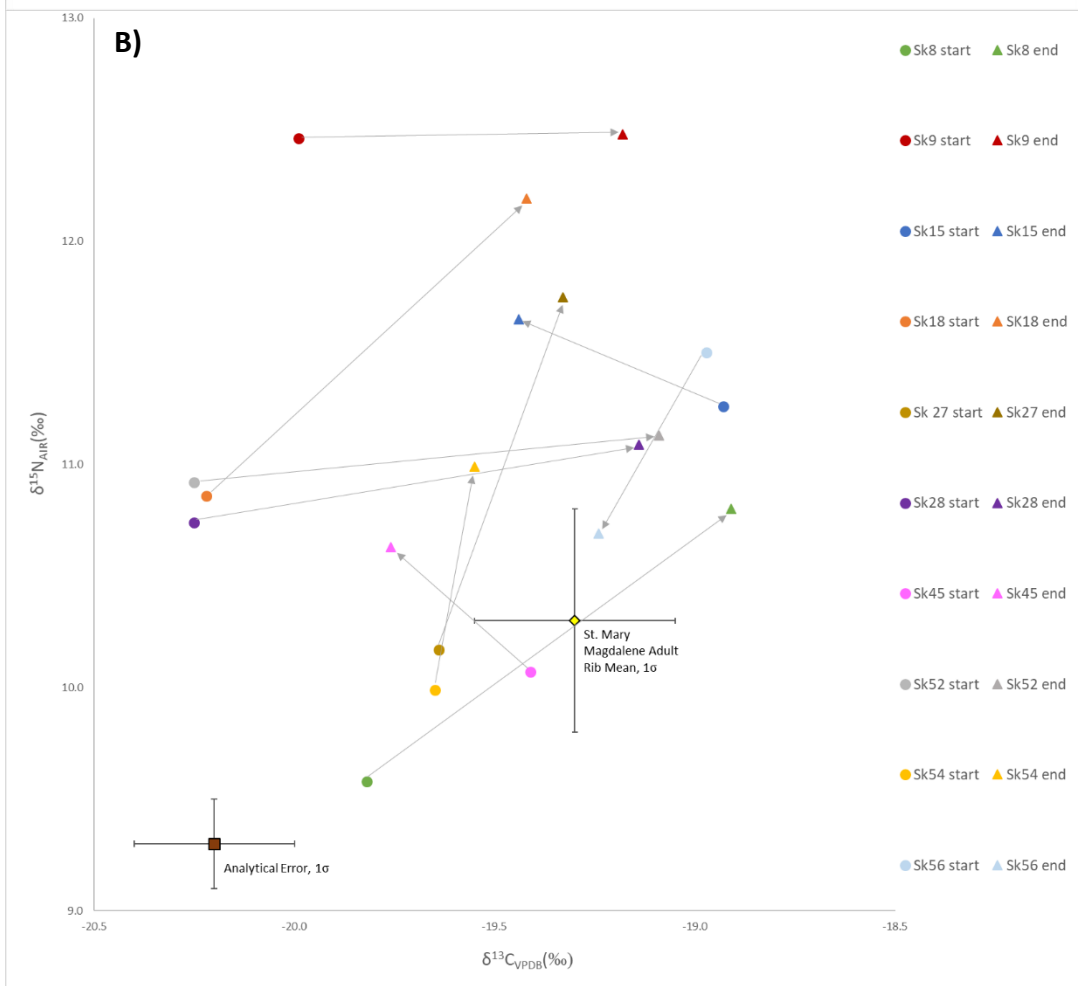 B)
13.0
12.0
11.0
10.0
9.0
δ¹⁵N_AIR(‰)
-20.5 -20.0 -19.5 -19.0 -18.5
δ¹³C_VPDB(‰)
St. Mary
Magdalene Adult
Rib Mean, 1σ
Analytical Error, 1σ
Sk8 start Sk8 end
Sk9 start Sk9 end
Sk15 start Sk15 end
Sk18 start SK18 end
Sk 27 start Sk27 end
Sk28 start Sk28 end
Sk45 start Sk45 end
Sk52 start Sk52 end
Sk54 start Sk54 end
Sk56 start Sk56 end